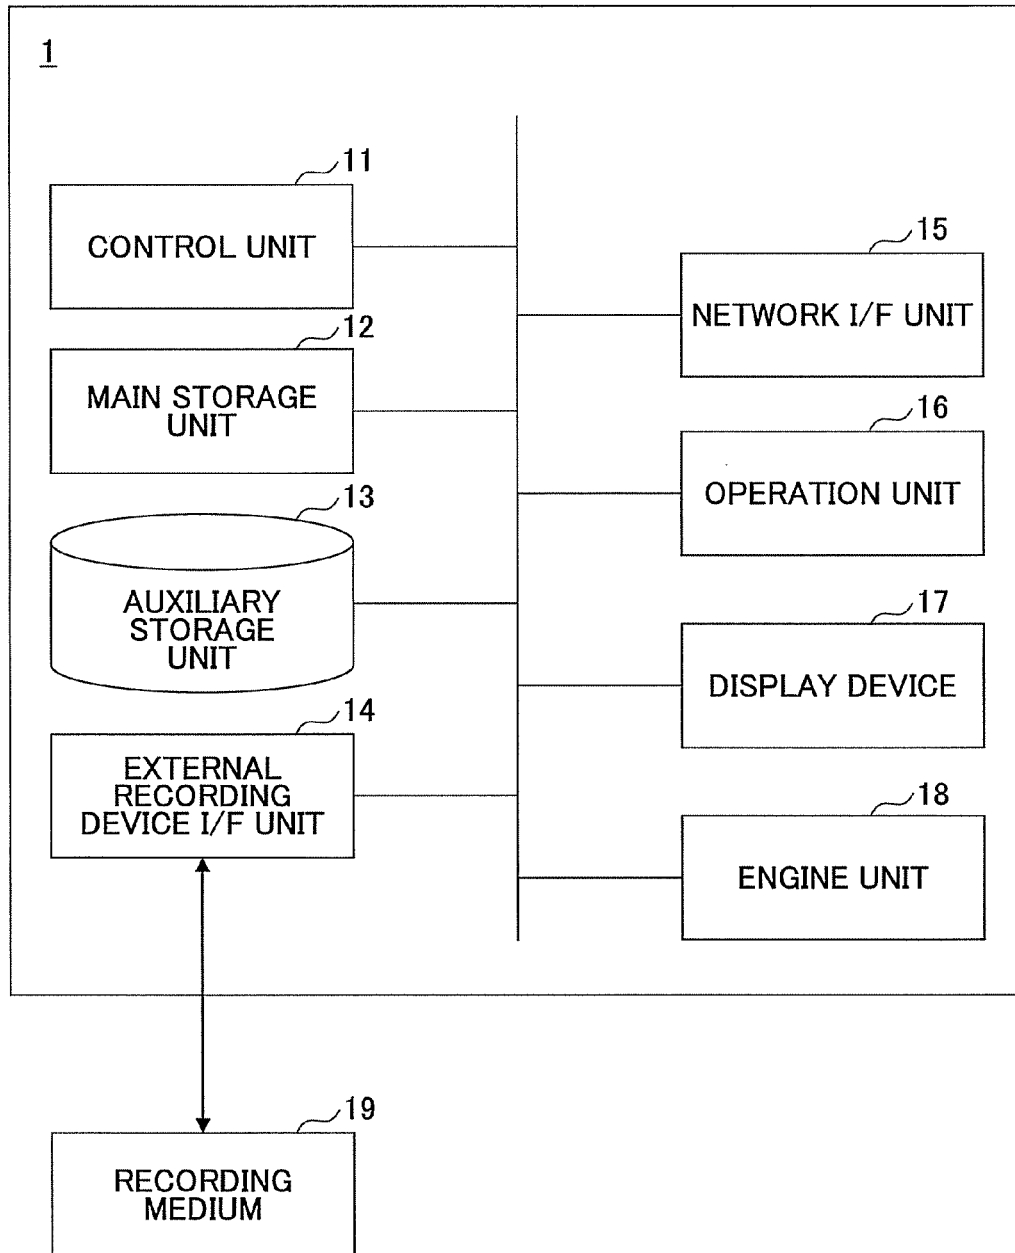 1
11
CONTROL UNIT
12
MAIN STORAGE
UNIT
13
AUXILIARY
STORAGE
UNIT
14
EXTERNAL
RECORDING
DEVICE I/F UNIT
15
NETWORK I/F UNIT
16
OPERATION UNIT
17
DISPLAY DEVICE
18
ENGINE UNIT
19
RECORDING
MEDIUM